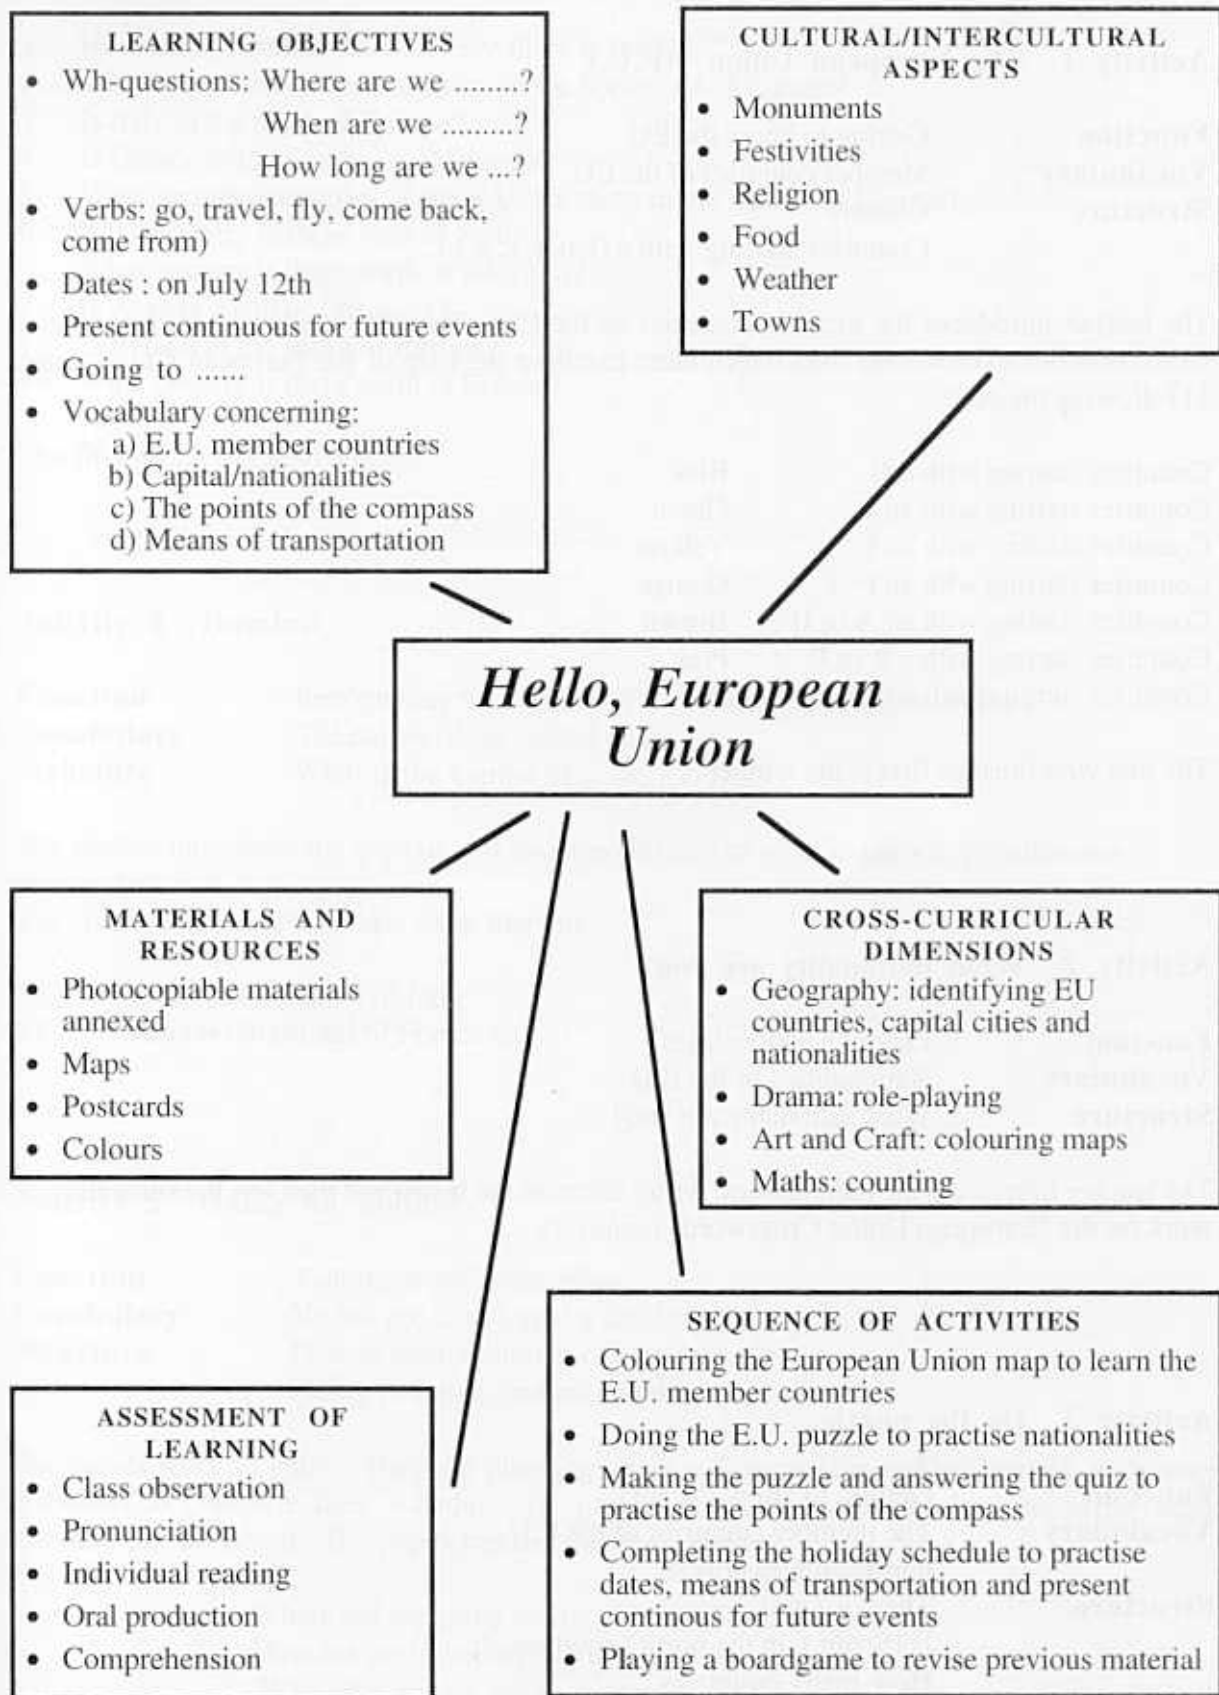 LEARNING OBJECTIVES
• Wh-questions: Where are we ........?
When are we .........?
How long are we ...?
• Verbs: go, travel, fly, come back,
come from)
• Dates : on July 12th
• Present continuous for future events
• Going to ......
• Vocabulary concerning:
a) E.U. member countries
b) Capital/nationalities
c) The points of the compass
d) Means of transportation
CULTURAL/INTERCULTURAL
ASPECTS
• Monuments
• Festivities
• Religion
• Food
• Weather
• Towns
Hello, European
Union
MATERIALS AND
RESOURCES
• Photocopiable materials
annexed
• Maps
• Postcards
• Colours
CROSS-CURRICULAR
DIMENSIONS
• Geography: identifying EU
countries, capital cities and
nationalities
• Drama: role-playing
• Art and Craft: colouring maps
• Maths: counting
ASSESSMENT OF
LEARNING
• Class observation
• Pronunciation
• Individual reading
• Oral production
• Comprehension
SEQUENCE OF ACTIVITIES
• Colouring the European Union map to learn the
E.U. member countries
• Doing the E.U. puzzle to practise nationalities
• Making the puzzle and answering the quiz to
practise the points of the compass
• Completing the holiday schedule to practise
dates, means of transportation and present
continous for future events
• Playing a boardgame to revise previous material